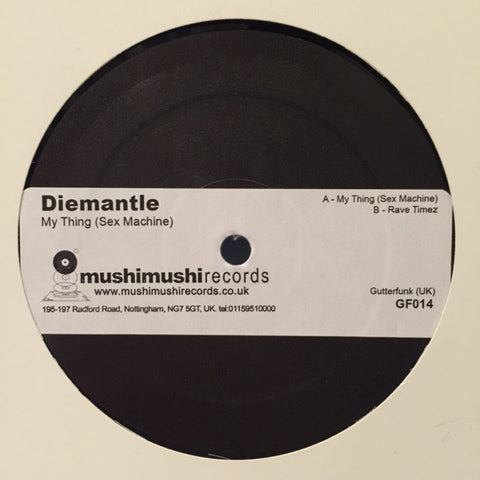 Diemantle
My Thing (Sex Machine)
A - My Thing (Sex Machine)
B - Rave Timez
mushimushirecords
www.mushimushirecords.co.uk
195-197 Radford Road, Nottingham, NG7 5GT, UK. tel:01159510000
Gutterfunk (UK)
GF014